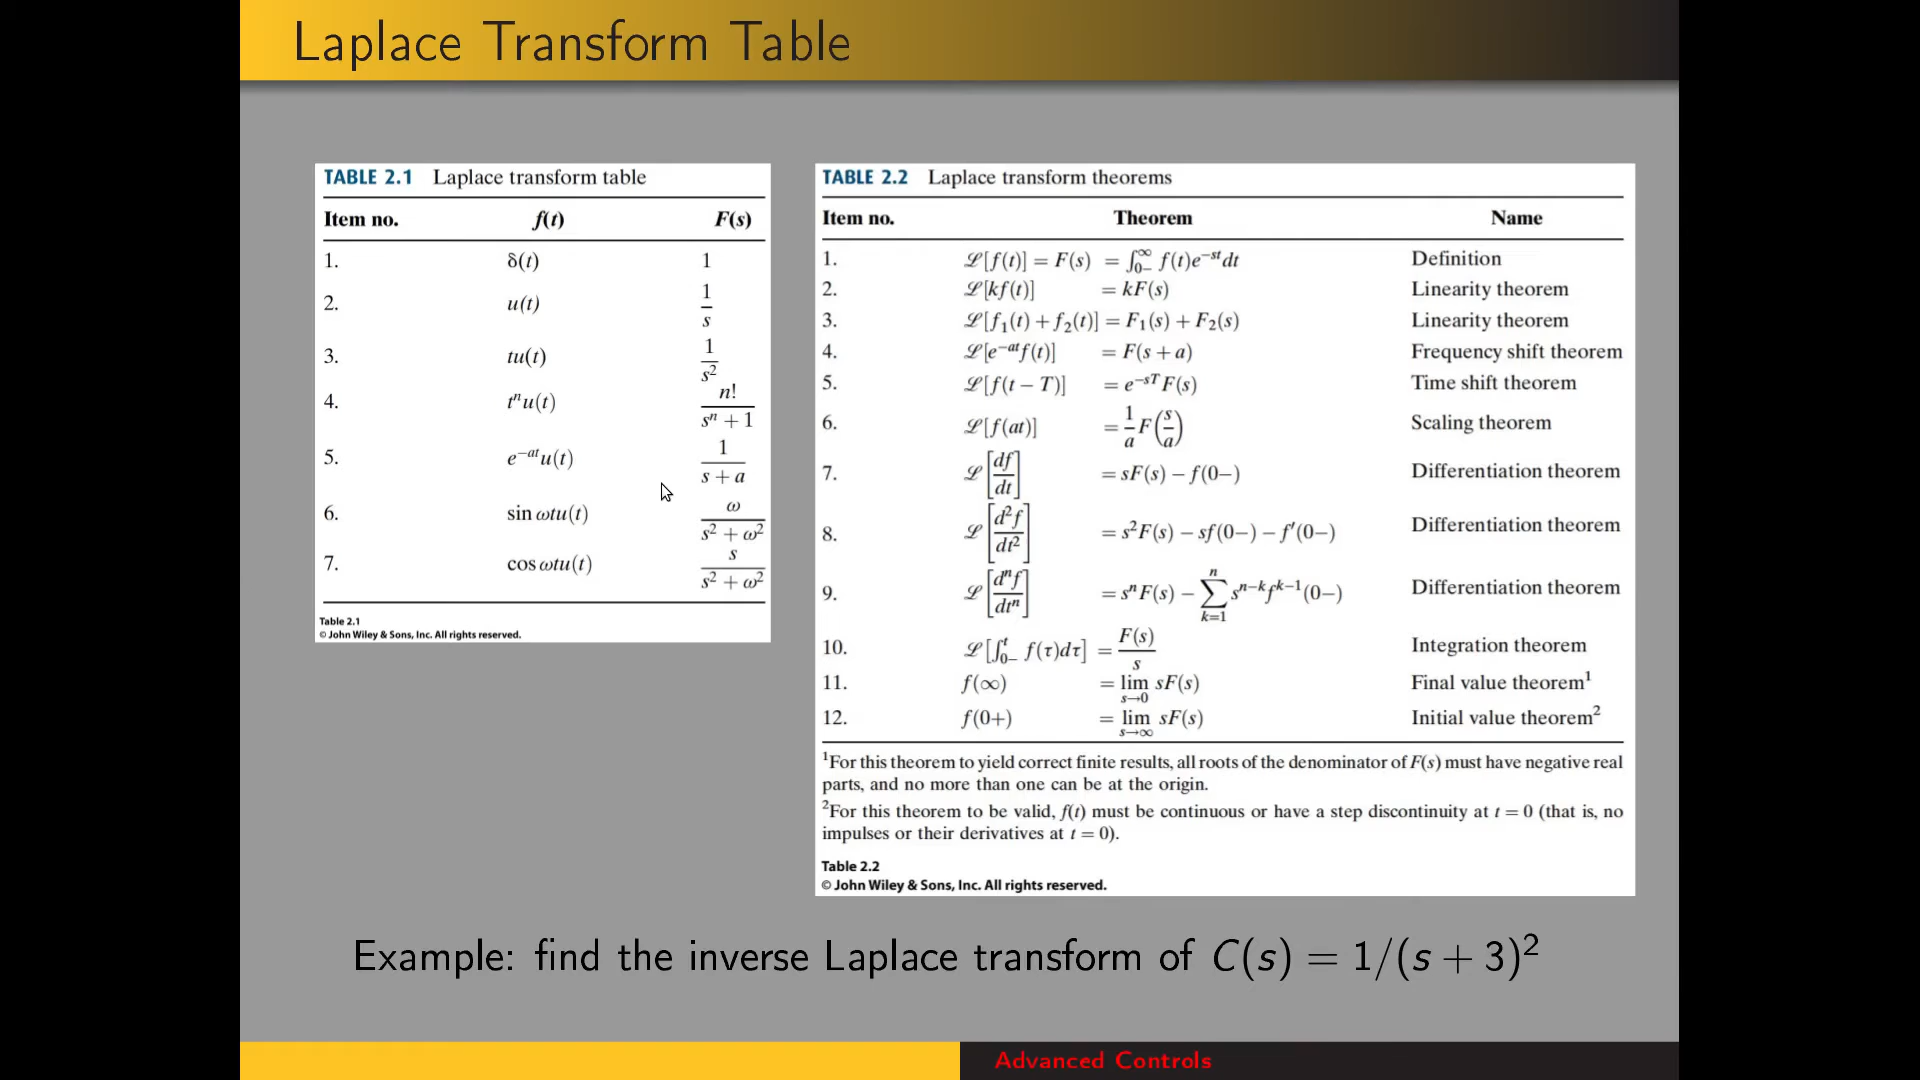 Laplace Transform Table
TABLE 2.1 Laplace transform table
Item no. f(t) F(s)
1. δ(t) 1
2. u(t) 1/s
3. tu(t) 1/s²
4. tⁿu(t) n!/(sⁿ + 1)
5. e⁻ᵃᵗu(t) 1/(s + a)
6. sin ωtu(t) ω/(s² + ω²)
7. cos ωtu(t) s/(s² + ω²)
Table 2.1
© John Wiley & Sons, Inc. All rights reserved.
TABLE 2.2 Laplace transform theorems
Item no. Theorem Name
1. ℒ[f(t)] = F(s) = ∫₀₋^∞ f(t)e^−st dt Definition
2. ℒ[kf(t)] = kF(s) Linearity theorem
3. ℒ[f₁(t) + f₂(t)] = F₁(s) + F₂(s) Linearity theorem
4. ℒ[e^−at f(t)] = F(s + a) Frequency shift theorem
5. ℒ[f(t − T)] = e^−sT F(s) Time shift theorem
6. ℒ[f(at)] = 1/a F(s/a) Scaling theorem
7. ℒ[df/dt] = sF(s) − f(0−) Differentiation theorem
8. ℒ[d²f/dt²] = s²F(s) − sf(0−) − f′(0−) Differentiation theorem
9. ℒ[dⁿf/dtⁿ] = sⁿF(s) − ∑_{k=1}^{n} s^{n−k} f^{k−1}(0−) Differentiation theorem
10. ℒ[∫₀₋^t f(τ)dτ] = F(s)/s Integration theorem
11. f(∞) = lim_{s→0} sF(s) Final value theorem¹
12. f(0+) = lim_{s→∞} sF(s) Initial value theorem²
¹For this theorem to yield correct finite results, all roots of the denominator of F(s) must have negative real
parts, and no more than one can be at the origin.
²For this theorem to be valid, f(t) must be continuous or have a step discontinuity at t = 0 (that is, no
impulses or their derivatives at t = 0).
Table 2.2
© John Wiley & Sons, Inc. All rights reserved.
Example: find the inverse Laplace transform of C(s) = 1/(s + 3)²
Advanced Controls